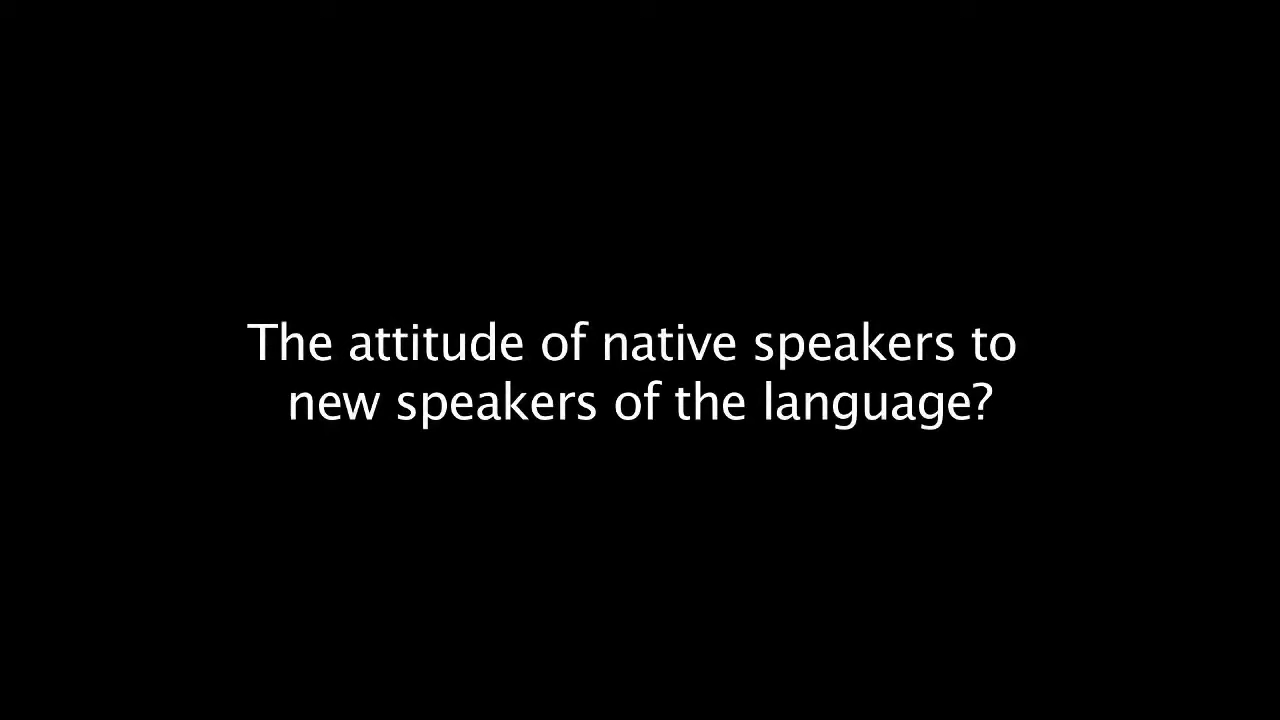 The attitude of native speakers to
new speakers of the language?